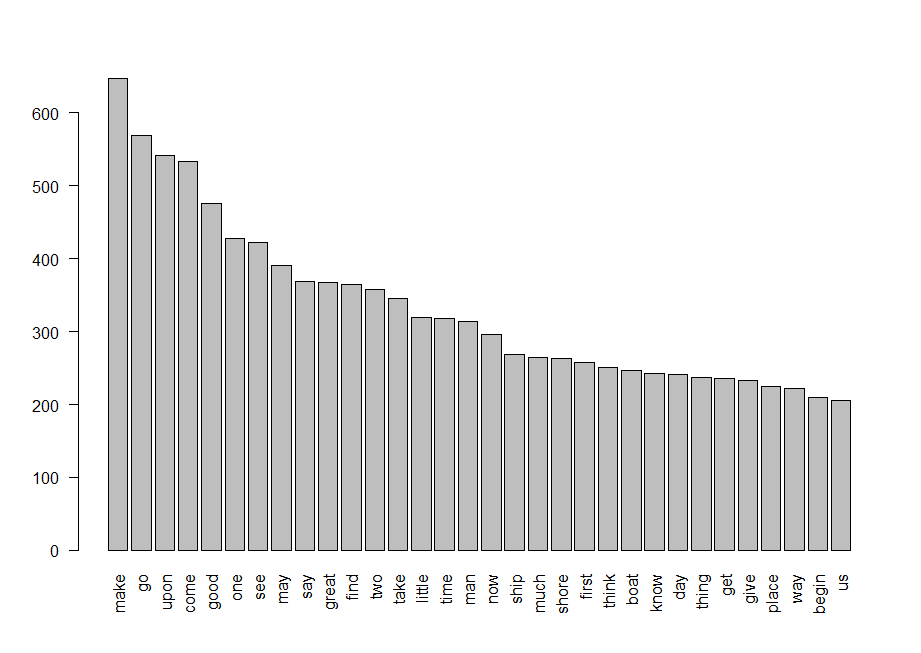 600
500
400
300
200
100
0
make
go
upon
come
good
one
see
may
say
great
find
two
take
little
time
man
now
ship
much
shore
first
think
boat
know
day
thing
get
give
place
way
begin
us